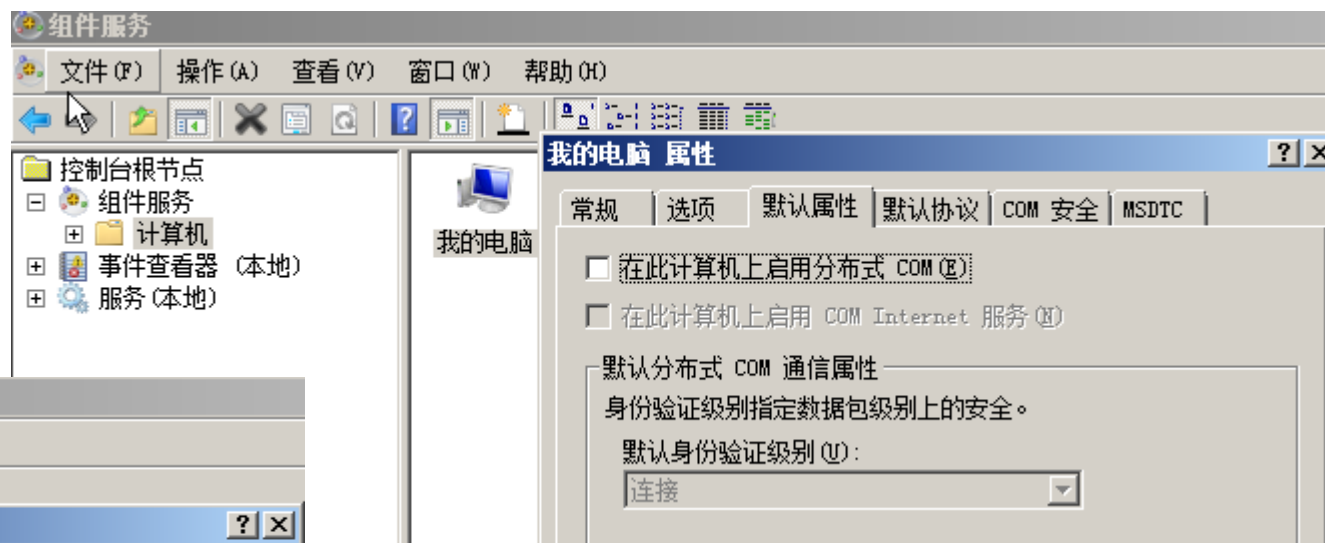 组件服务
文件(F) 操作(A) 查看(V) 窗口(W) 帮助(H)
控制台根节点
组件服务
计算机
事件查看器 (本地)
服务(本地)
我的电脑
我的电脑 属性
常规 选项 默认属性 默认协议 COM 安全 MSDTC
在此计算机上启用分布式 COM(E)
在此计算机上启用 COM Internet 服务(N)
默认分布式 COM 通信属性
身份验证级别指定数据包级别上的安全。
默认身份验证级别(U):
连接